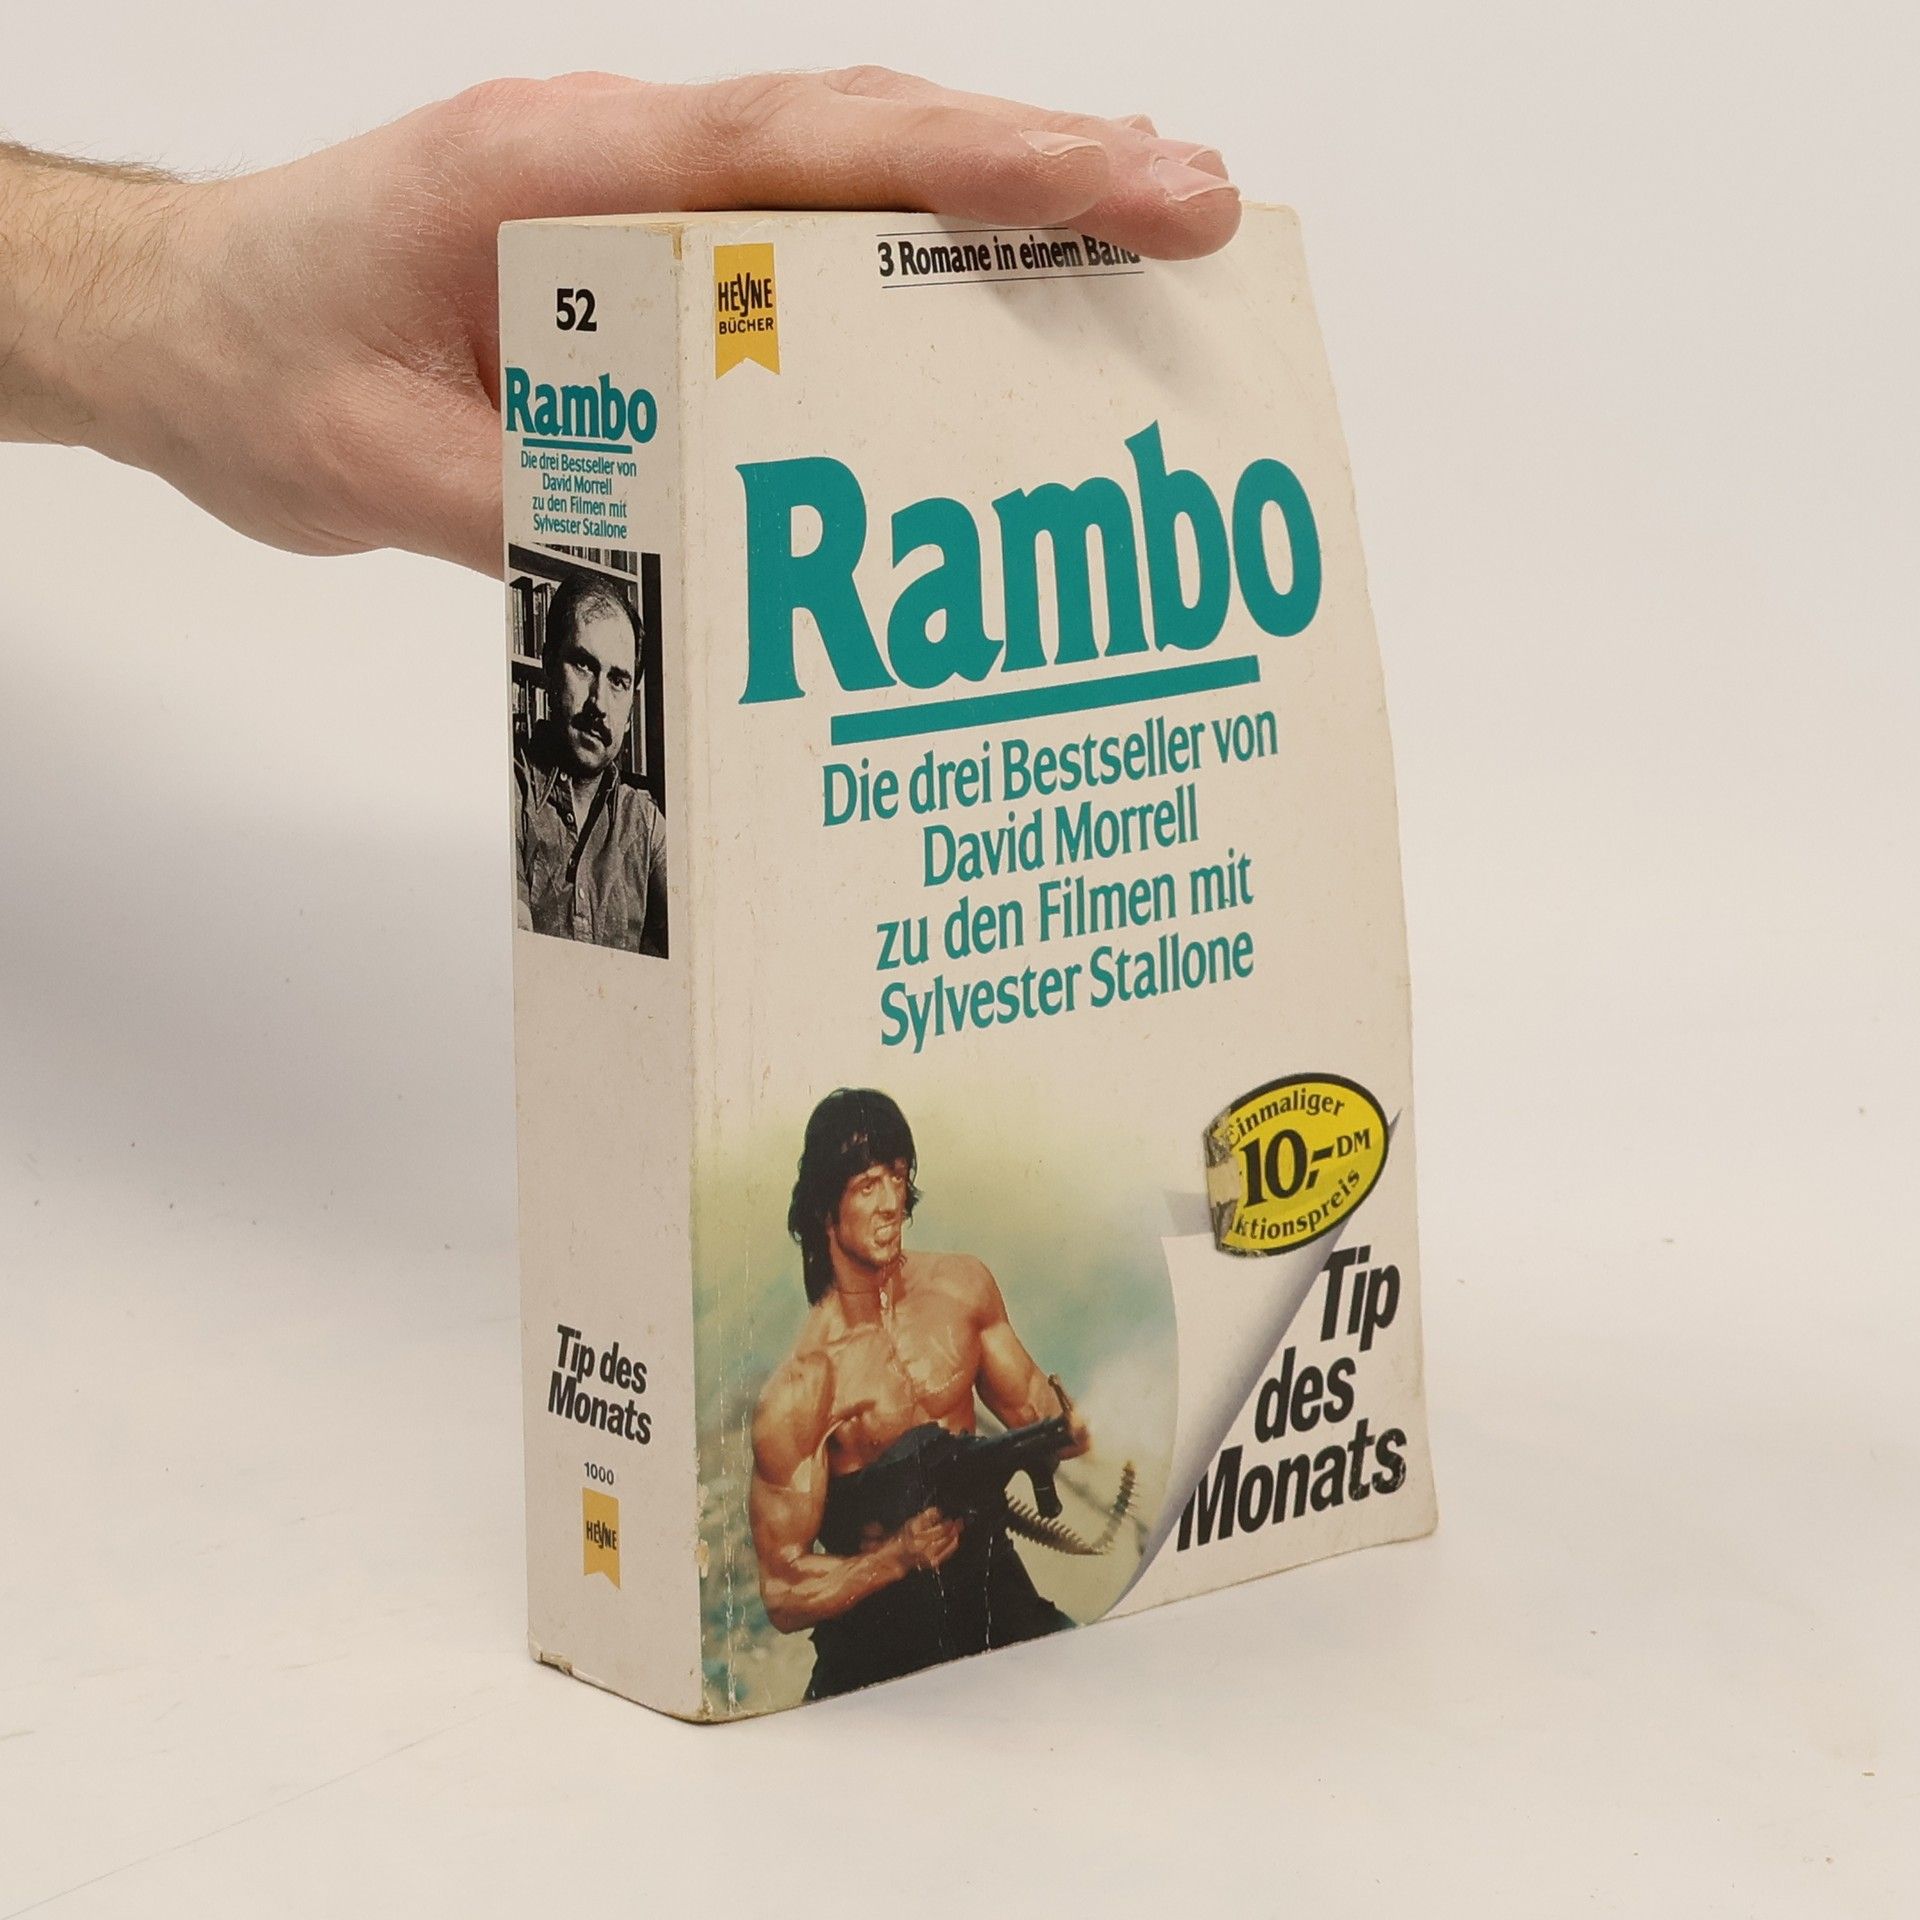 52
Rambo
Die drei Bestseller von
David Morrell
zu den Filmen mit
Sylvester Stallone
Tip des
Monats
1000
HEYNE
HEYNE
BÜCHER
3 Romane in einem Band
Rambo
Die drei Bestseller von
David Morrell
zu den Filmen mit
Sylvester Stallone
Einmaliger
10,-DM
ktionspreis
Tip
des
Monats